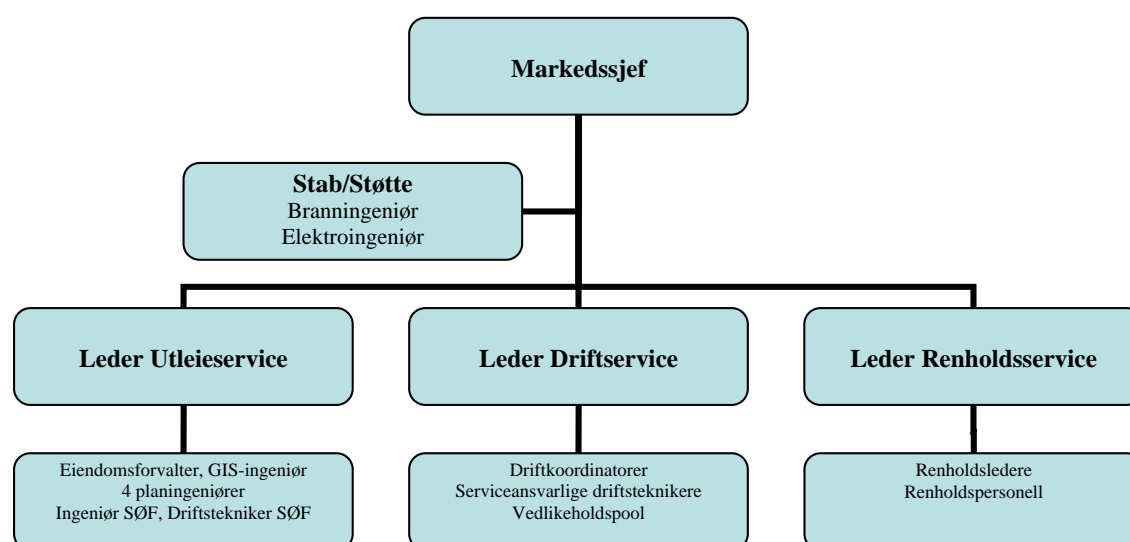 Markedssjef
Stab/Støtte
Branningeniør
Elektroingeniør
Leder Utleieservice
Leder Driftservice
Leder Renholdsservice
Eiendomsforvalter, GIS-ingeniør
4 planingeniører
Ingeniør SØF, Driftstekniker SØF
Driftkoordinatorer
Serviceansvarlige driftsteknikere
Vedlikeholdspool
Renholdsledere
Renholdspersonell